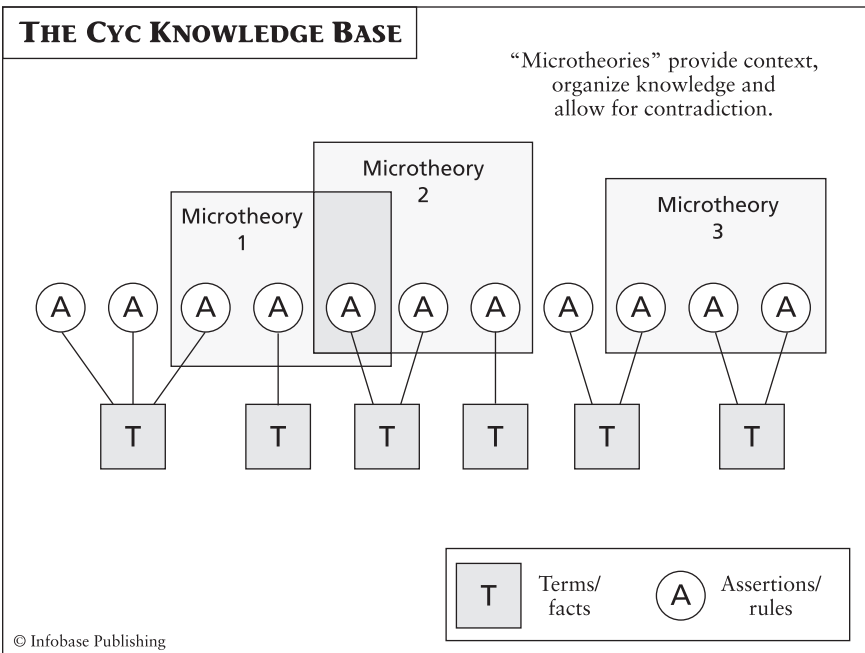 THE CYC KNOWLEDGE BASE
“Microtheories” provide context,
organize knowledge and
allow for contradiction.
Microtheory
2
Microtheory
1
Microtheory
3
A A A A A A A A A A A
T T T T T T
T
Terms/
facts
A
Assertions/
rules
© Infobase Publishing